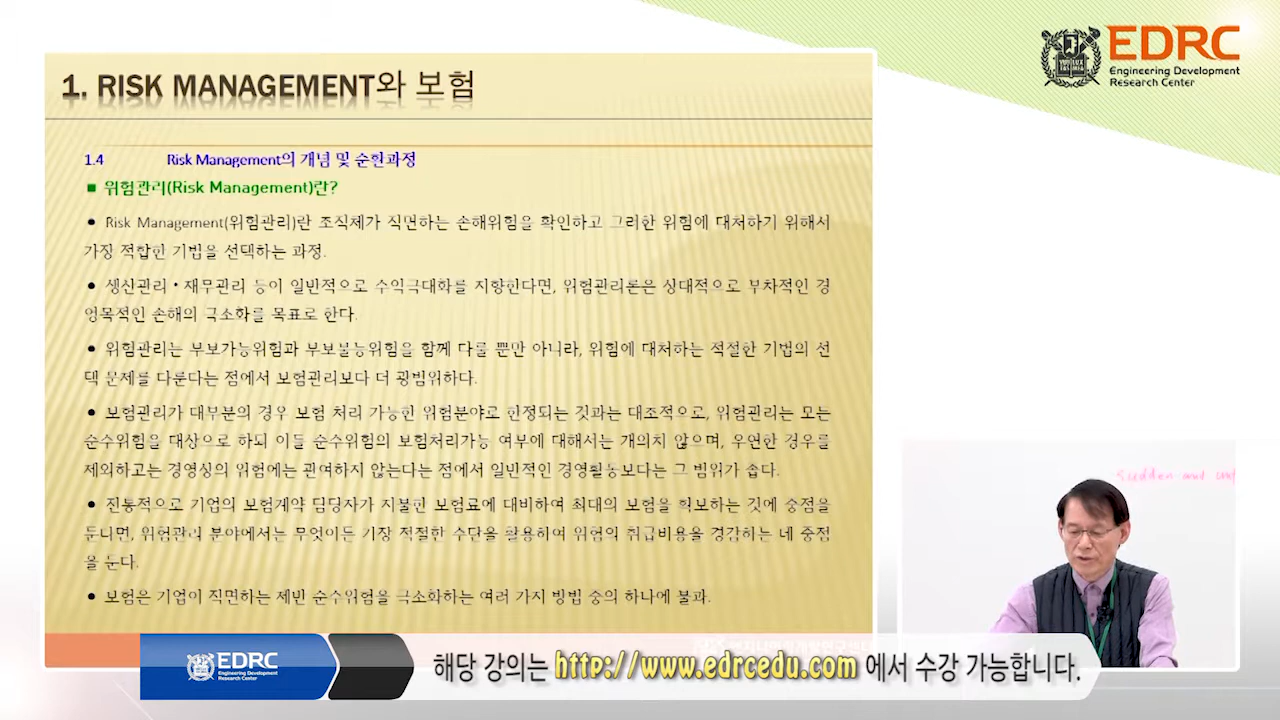 EDRC
Engineering Development
Research Center
1. RISK MANAGEMENT와 보험
1.4 Risk Management의 개념 및 순환과정
■ 위험관리(Risk Management)란?
• Risk Management(위험관리)란 조직체가 직면하는 손해위험을 확인하고 그러한 위험에 대처하기 위해서
가장 적합한 기법을 선택하는 과정.
• 생산관리·재무관리 등이 일반적으로 수익극대화를 지향한다면, 위험관리론은 상대적으로 부차적인 경
영목적인 손해의 극소화를 목표로 한다.
• 위험관리는 부보가능위험과 부보불능위험을 함께 다룰 뿐만 아니라, 위험에 대처하는 적절한 기법의 선
택 문제를 다룬다는 점에서 보험관리보다 더 광범위하다.
• 보험관리가 대부분의 경우 보험 처리 가능한 위험분야로 한정되는 것과는 대조적으로, 위험관리는 모든
순수위험을 대상으로 하되 이들 순수위험의 보험처리가능 여부에 대해서는 개의치 않으며, 우연한 경우를
제외하고는 경영상의 위험에는 관여하지 않는다는 점에서 일반적인 경영활동보다는 그 범위가 좁다.
• 전통적으로 기업의 보험계약 담당자가 지불한 보험료에 대비하여 최대의 보험을 확보하는 것에 중점을
둔다면, 위험관리 분야에서는 무엇이든 가장 적절한 수단을 활용하여 위험의 취급비용을 경감하는 데 중점
을 둔다.
• 보험은 기업이 직면하는 제반 순수위험을 극소화하는 여러 가지 방법 중의 하나에 불과.
sudden and
EDRC
Engineering Development
Research Center
해당 강의는 http://www.edrcedu.com 에서 수강 가능합니다.